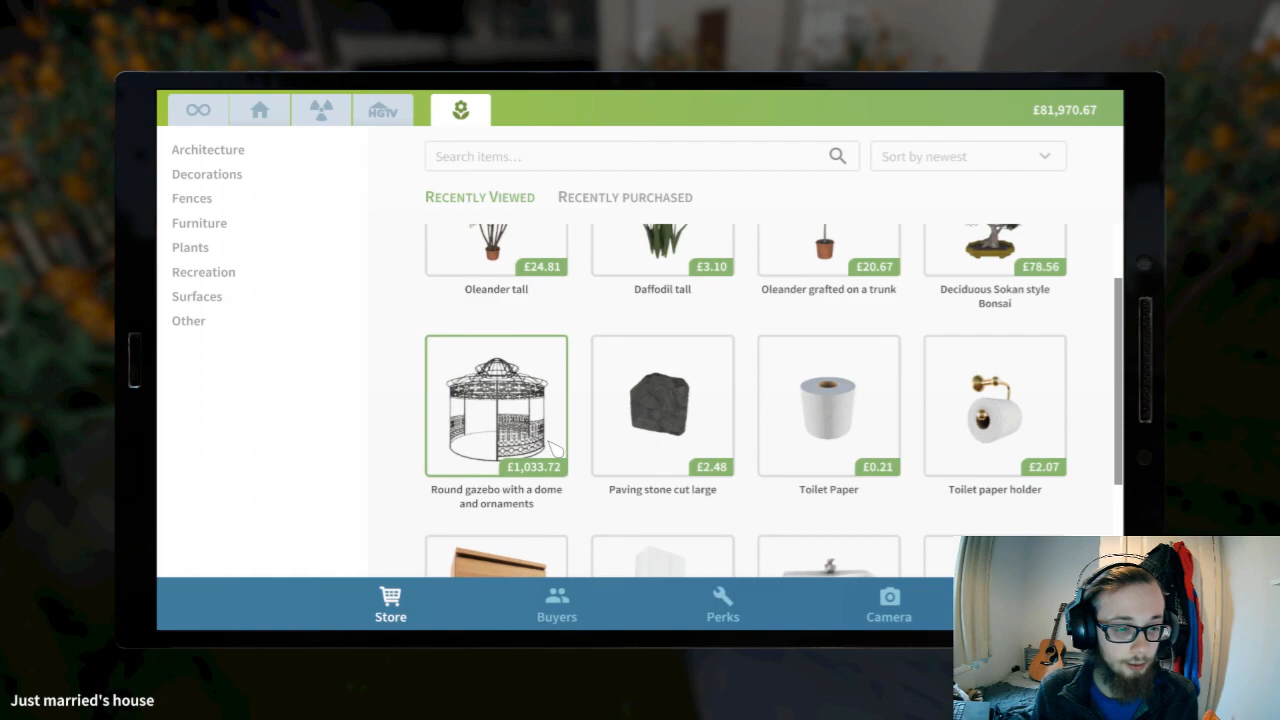 HGTV
£81,970.67
Architecture
Decorations
Fences
Furniture
Plants
Recreation
Surfaces
Other
Search items...
Sort by newest
RECENTLY VIEWED
RECENTLY PURCHASED
£24.81
£3.10
£20.67
£78.56
Oleander tall
Daffodil tall
Oleander grafted on a trunk
Deciduous Sokan style
Bonsai
£1,033.72
£2.48
£0.21
£2.07
Round gazebo with a dome
and ornaments
Paving stone cut large
Toilet Paper
Toilet paper holder
Store
Buyers
Perks
Camera
Just married's house